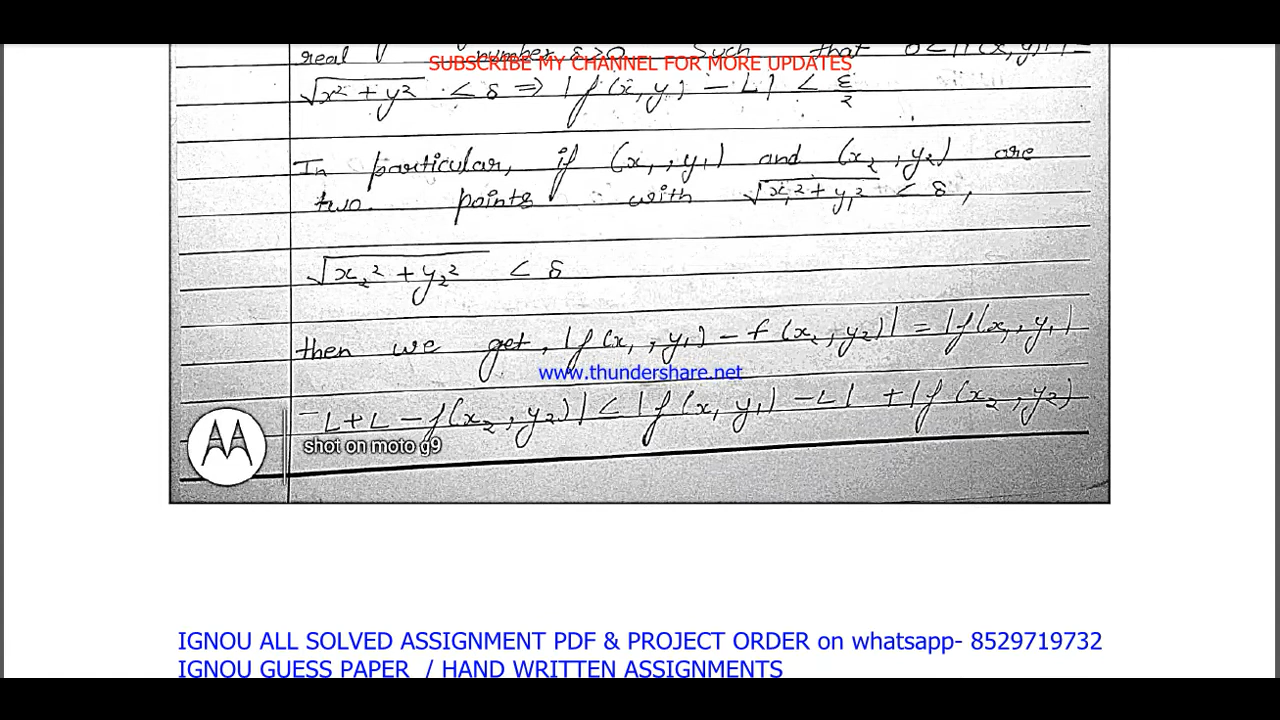 real number δ>0 such that 0<|(x,y)|=
SUBSCRIBE MY CHANNEL FOR MORE UPDATES
√x² + y² < δ ⇒ |f(x, y) - L| < ε/2
In particular, if (x₁, y₁) and (x₂, y₂) are
two points with √x₁² + y₁² < δ,
√x₂² + y₂² < δ
then we get, |f(x₁, y₁) - f(x₂, y₂)| = |f(x₁, y₁)
www.thundershare.net
-L+L - f(x₂, y₂)| < |f(x₁ y₁) - L| + |f(x₂, y₂)
shot on moto g9
IGNOU ALL SOLVED ASSIGNMENT PDF & PROJECT ORDER on whatsapp- 8529719732
IGNOU GUESS PAPER / HAND WRITTEN ASSIGNMENTS